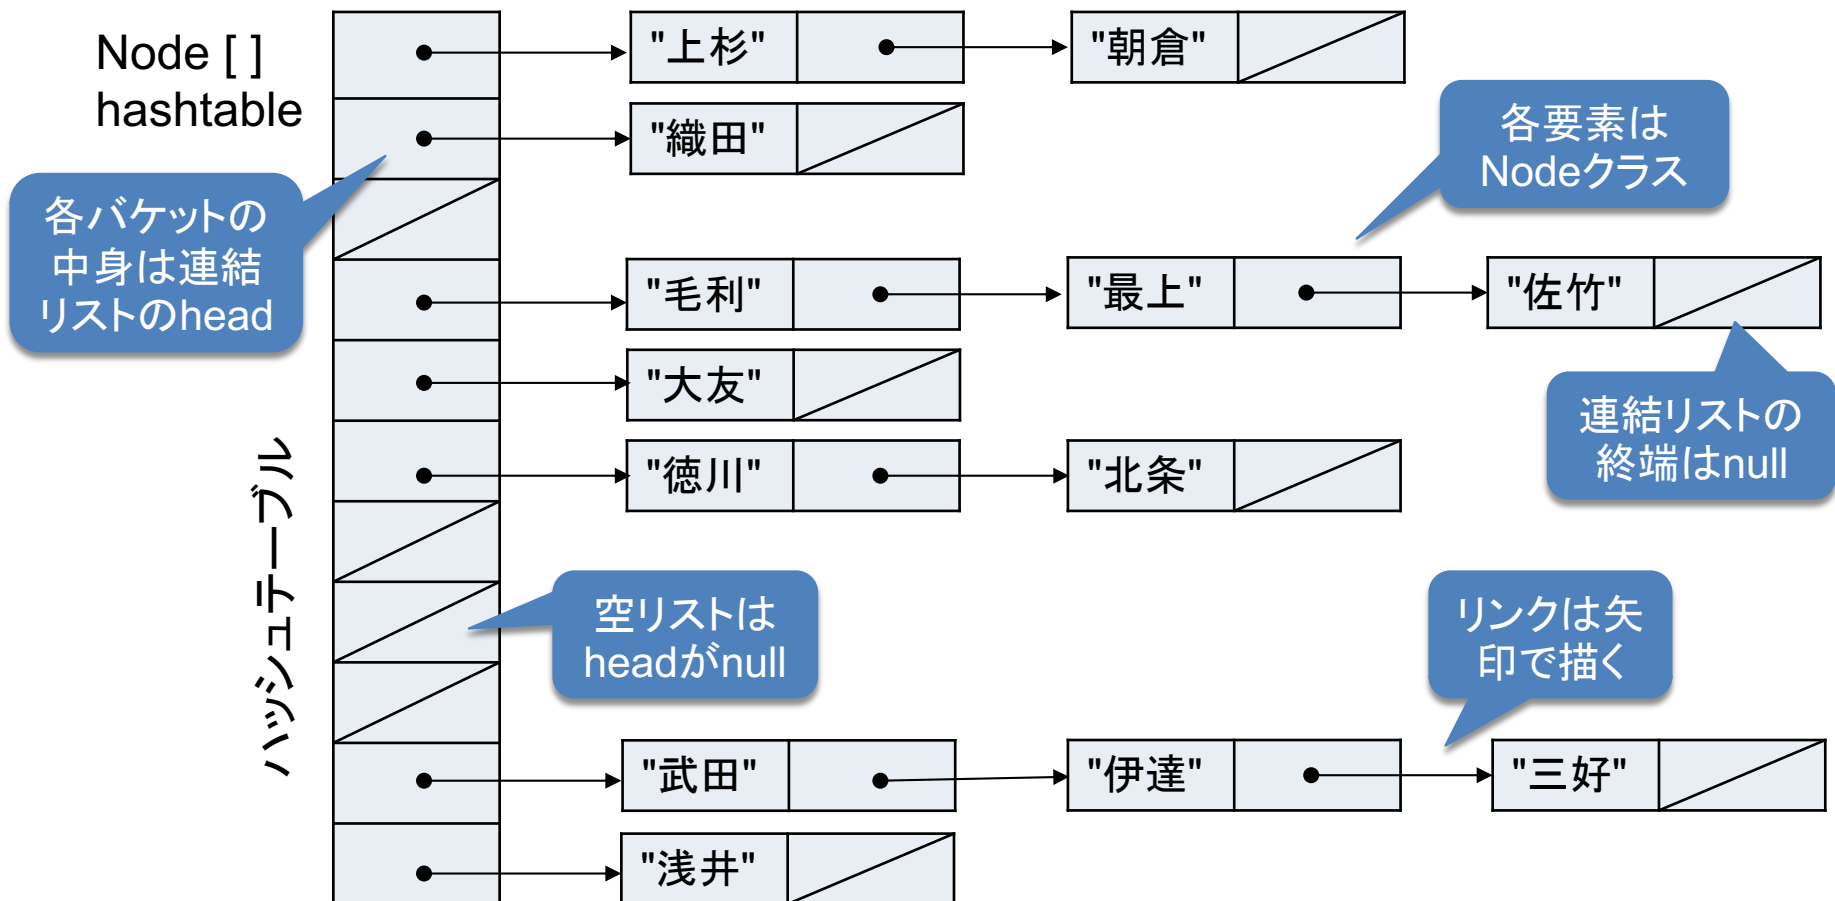 Node [ ]
hashtable
"上杉"
"朝倉"
"織田"
各要素は
Nodeクラス
各バケットの
中身は連結
リストのhead
"毛利"
"最上"
"佐竹"
"大友"
連結リストの
終端はnull
"徳川"
"北条"
ハッシュテーブル
空リストは
headがnull
リンクは矢
印で描く
"武田"
"伊達"
"三好"
"浅井"